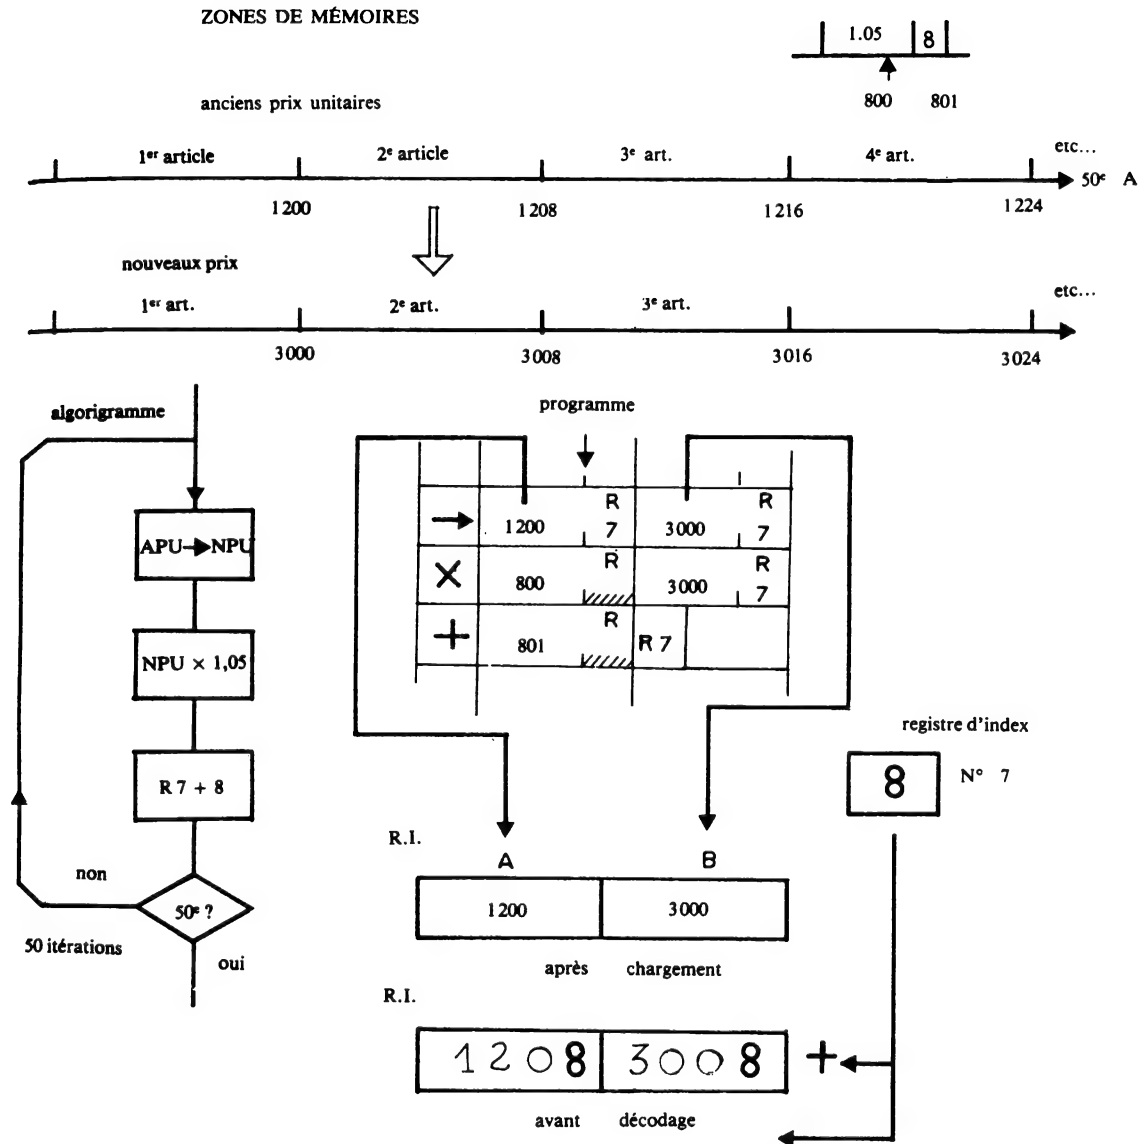 ZONES DE MÉMOIRES
1.05 8
800 801
anciens prix unitaires
1er article 2e article 3e art. 4e art. etc...
50e A
1200 1208 1216 1224
nouveaux prix
1er art. 2e art. 3e art. etc...
3000 3008 3016 3024
algorigramme
APU → NPU
NPU × 1,05
R 7 + 8
50e ?
non
50 itérations
oui
programme
→ 1200 R 7 3000 R 7
× 800 R 3000 R 7
+ 801 R R 7
registre d'index
8 N° 7
R.I.
A B
1200 3000
après chargement
R.I.
1208 3008 +
avant décodage